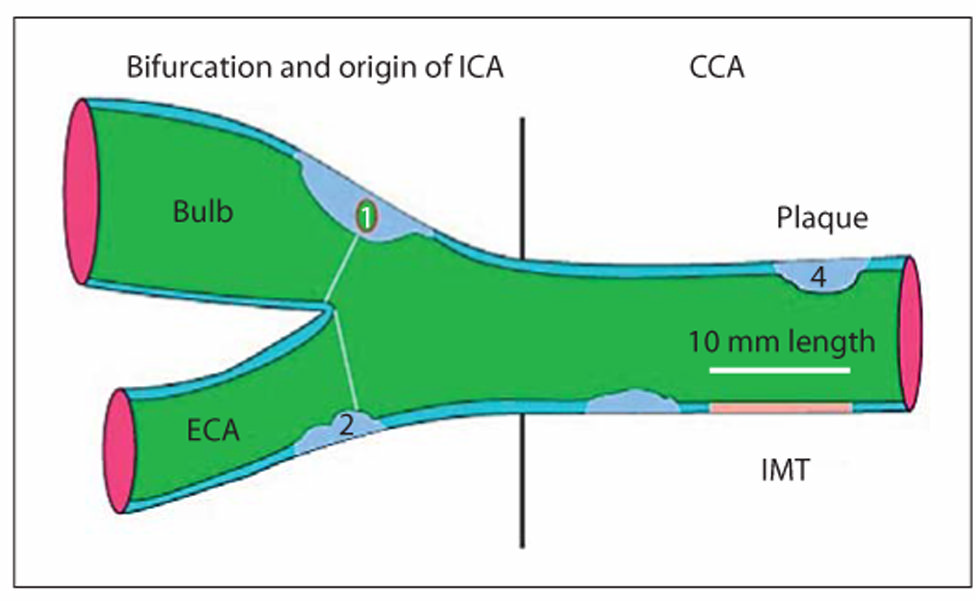 Bifurcation and origin of ICA
CCA
Bulb
1
Plaque
4
10 mm length
ECA
2
IMT